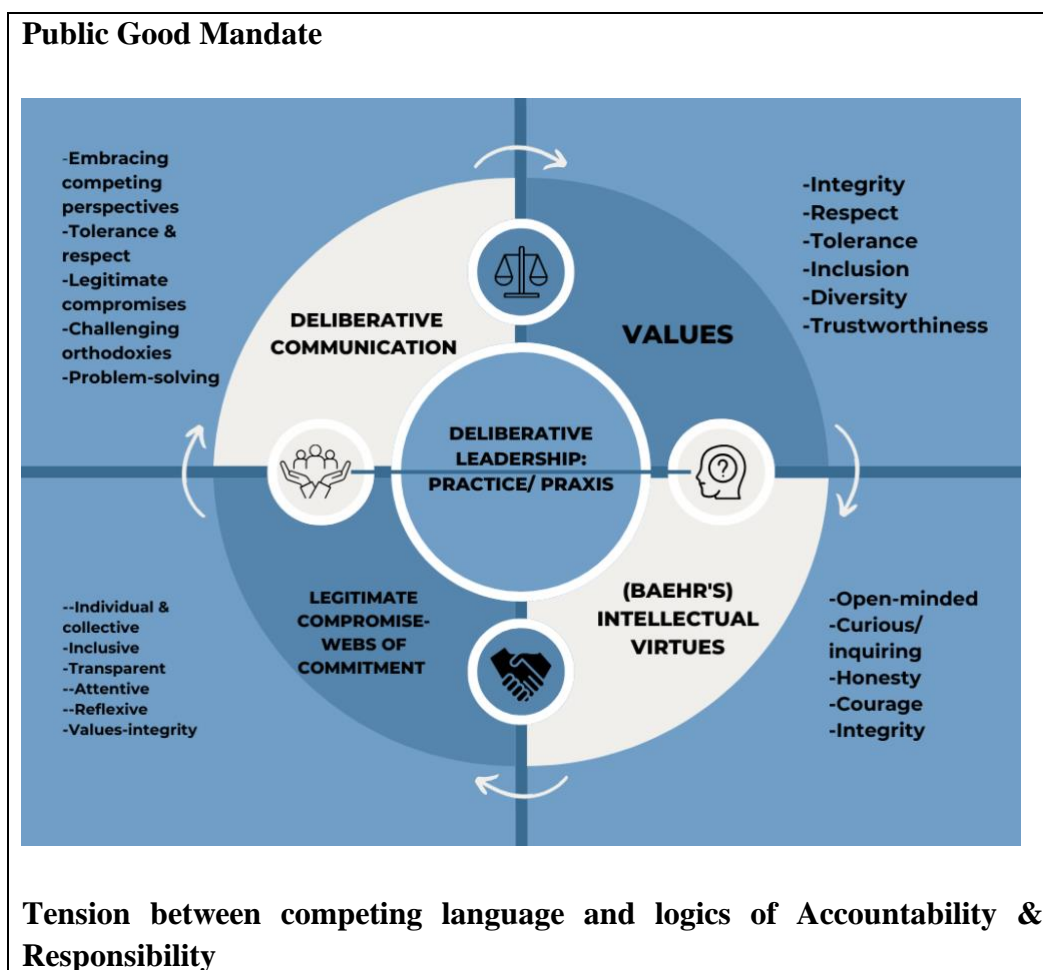 Public Good Mandate
-Embracing
competing
perspectives
-Tolerance &
respect
-Legitimate
compromises
-Challenging
orthodoxies
-Problem-solving
DELIBERATIVE
COMMUNICATION
VALUES
-Integrity
-Respect
-Tolerance
-Inclusion
-Diversity
-Trustworthiness
DELIBERATIVE
LEADERSHIP:
PRACTICE/ PRAXIS
?
--Individual &
collective
-Inclusive
-Transparent
--Attentive
--Reflexive
-Values-integrity
LEGITIMATE
COMPROMISE-
WEBS OF
COMMITMENT
(BAEHR'S)
INTELLECTUAL
VIRTUES
-Open-minded
-Curious/
inquiring
-Honesty
-Courage
-Integrity
Tension between competing language and logics of Accountability &
Responsibility